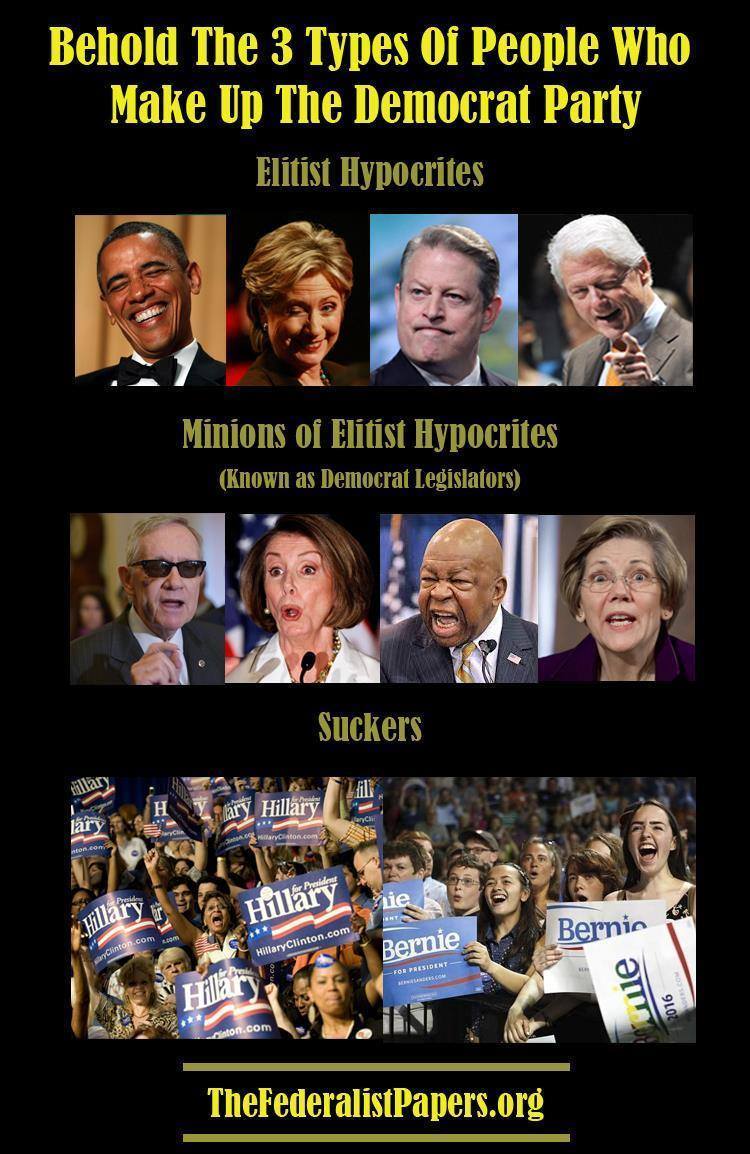 Behold The 3 Types Of People Who
Make Up The Democrat Party
Elitist Hypocrites
Minions of Elitist Hypocrites
(Known as Democrat Legislators)
Suckers
Hillary
for President
Hillary
HillaryClinton.com
for President
Hillary
HillaryClinton.com
for President
Hillary
HillaryClinton.com
for President
Hillary
Clinton.com
Bernie
FOR PRESIDENT
BERNIESANDERS.COM
Bernie
2016
TheFederalistPapers.org